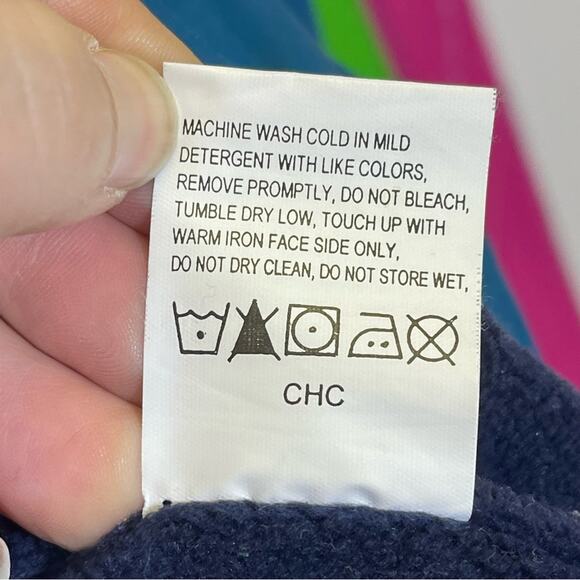 MACHINE WASH COLD IN MILD
DETERGENT WITH LIKE COLORS,
REMOVE PROMPTLY, DO NOT BLEACH,
TUMBLE DRY LOW, TOUCH UP WITH
WARM IRON FACE SIDE ONLY,
DO NOT DRY CLEAN, DO NOT STORE WET,
CHC